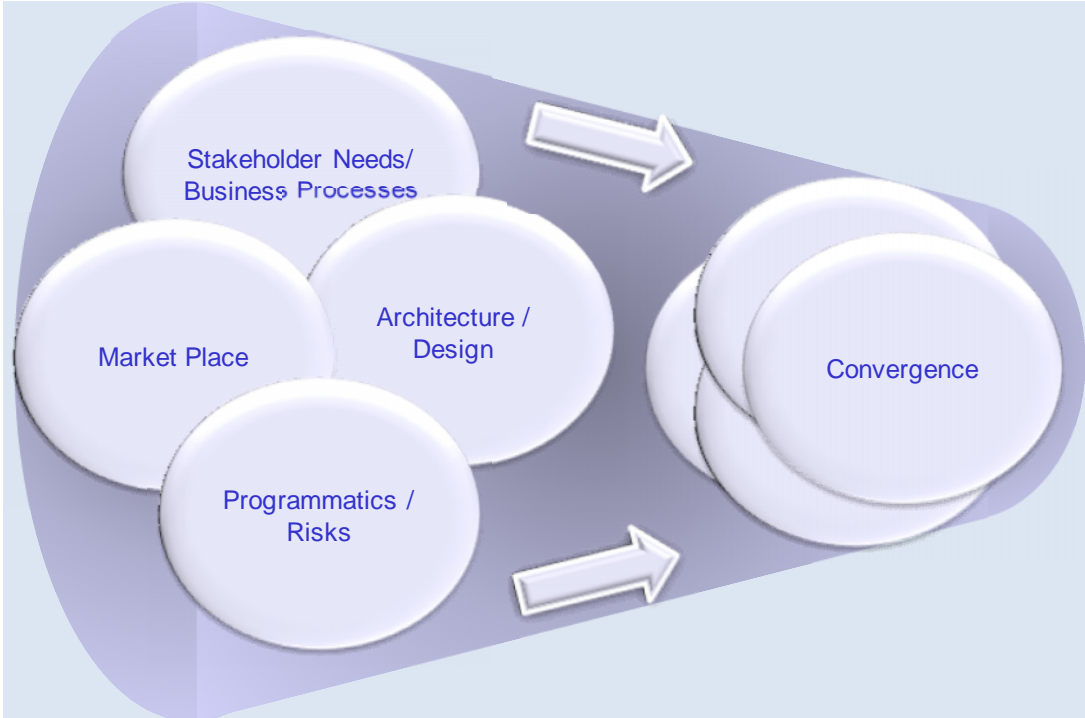 Stakeholder Needs/
Business Processes
Architecture /
Design
Market Place
Convergence
Programmatics /
Risks